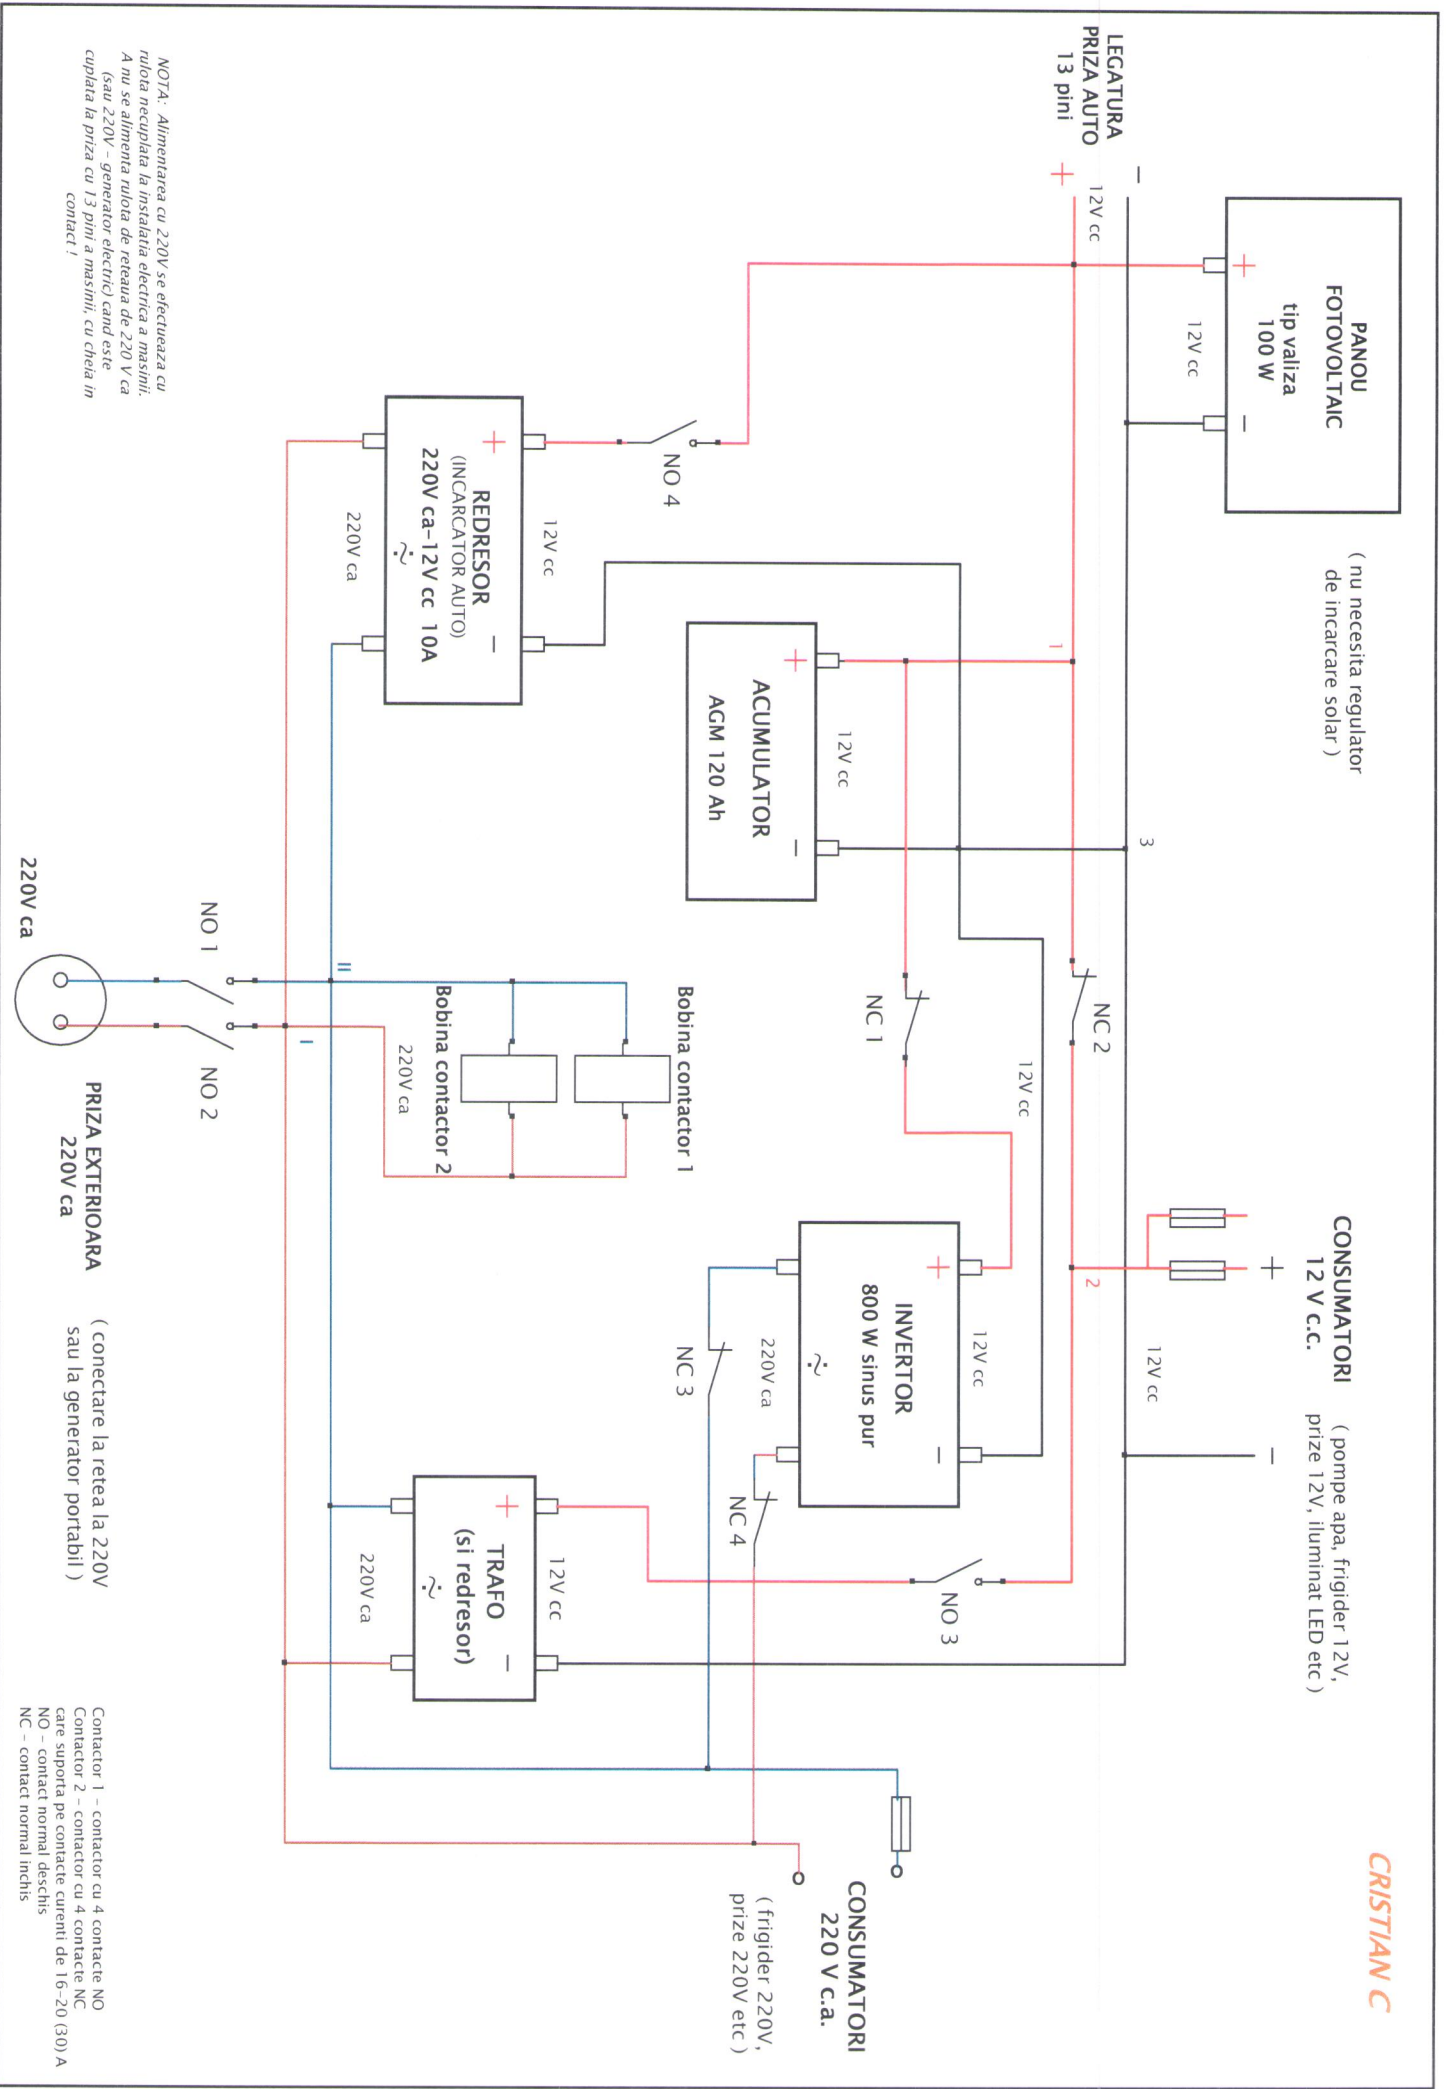 CRISTIAN C
PANOU
FOTOVOLTAIC
tip valiza
100 W
+
−
12V cc
( nu necesita regulator
de incarcare solar )
LEGATURA
PRIZA AUTO
13 pini
−
+
12V cc
CONSUMATORI
12 V c.c.
( pompe apa, frigider 12V,
prize 12V, iluminat LED etc )
+
−
12V cc
1
3
NC 2
2
12V cc
NC 1
ACUMULATOR
AGM 120 Ah
+
−
12V cc
INVERTOR
800 W sinus pur
+
−
12V cc
220V ca
NC 3
NC 4
NO 3
NO 4
REDRESOR
(INCARCATOR AUTO)
220V ca−12V cc 10A
+
−
12V cc
220V ca
Bobina contactor 1
Bobina contactor 2
220V ca
TRAFO
(si redresor)
+
−
12V cc
220V ca
CONSUMATORI
220 V c.a.
( frigider 220V,
prize 220V etc )
II
I
NO 1
NO 2
220V ca
PRIZA EXTERIOARA
220V ca
( conectare la retea la 220V
sau la generator portabil )
NOTA: Alimentarea cu 220V se efectueaza cu
rulota necuplata la instalatia electrica a masinii.
A nu se alimenta rulota de reteaua de 220 V ca
(sau 220V − generator electric) cand este
cuplata la priza cu 13 pini a masinii, cu cheia in
contact !
Contactor 1 − contactor cu 4 contacte NO
Contactor 2 − contactor cu 4 contacte NC
care suporta pe contacte curenti de 16−20 (30) A
NO − contact normal deschis
NC − contact normal inchis